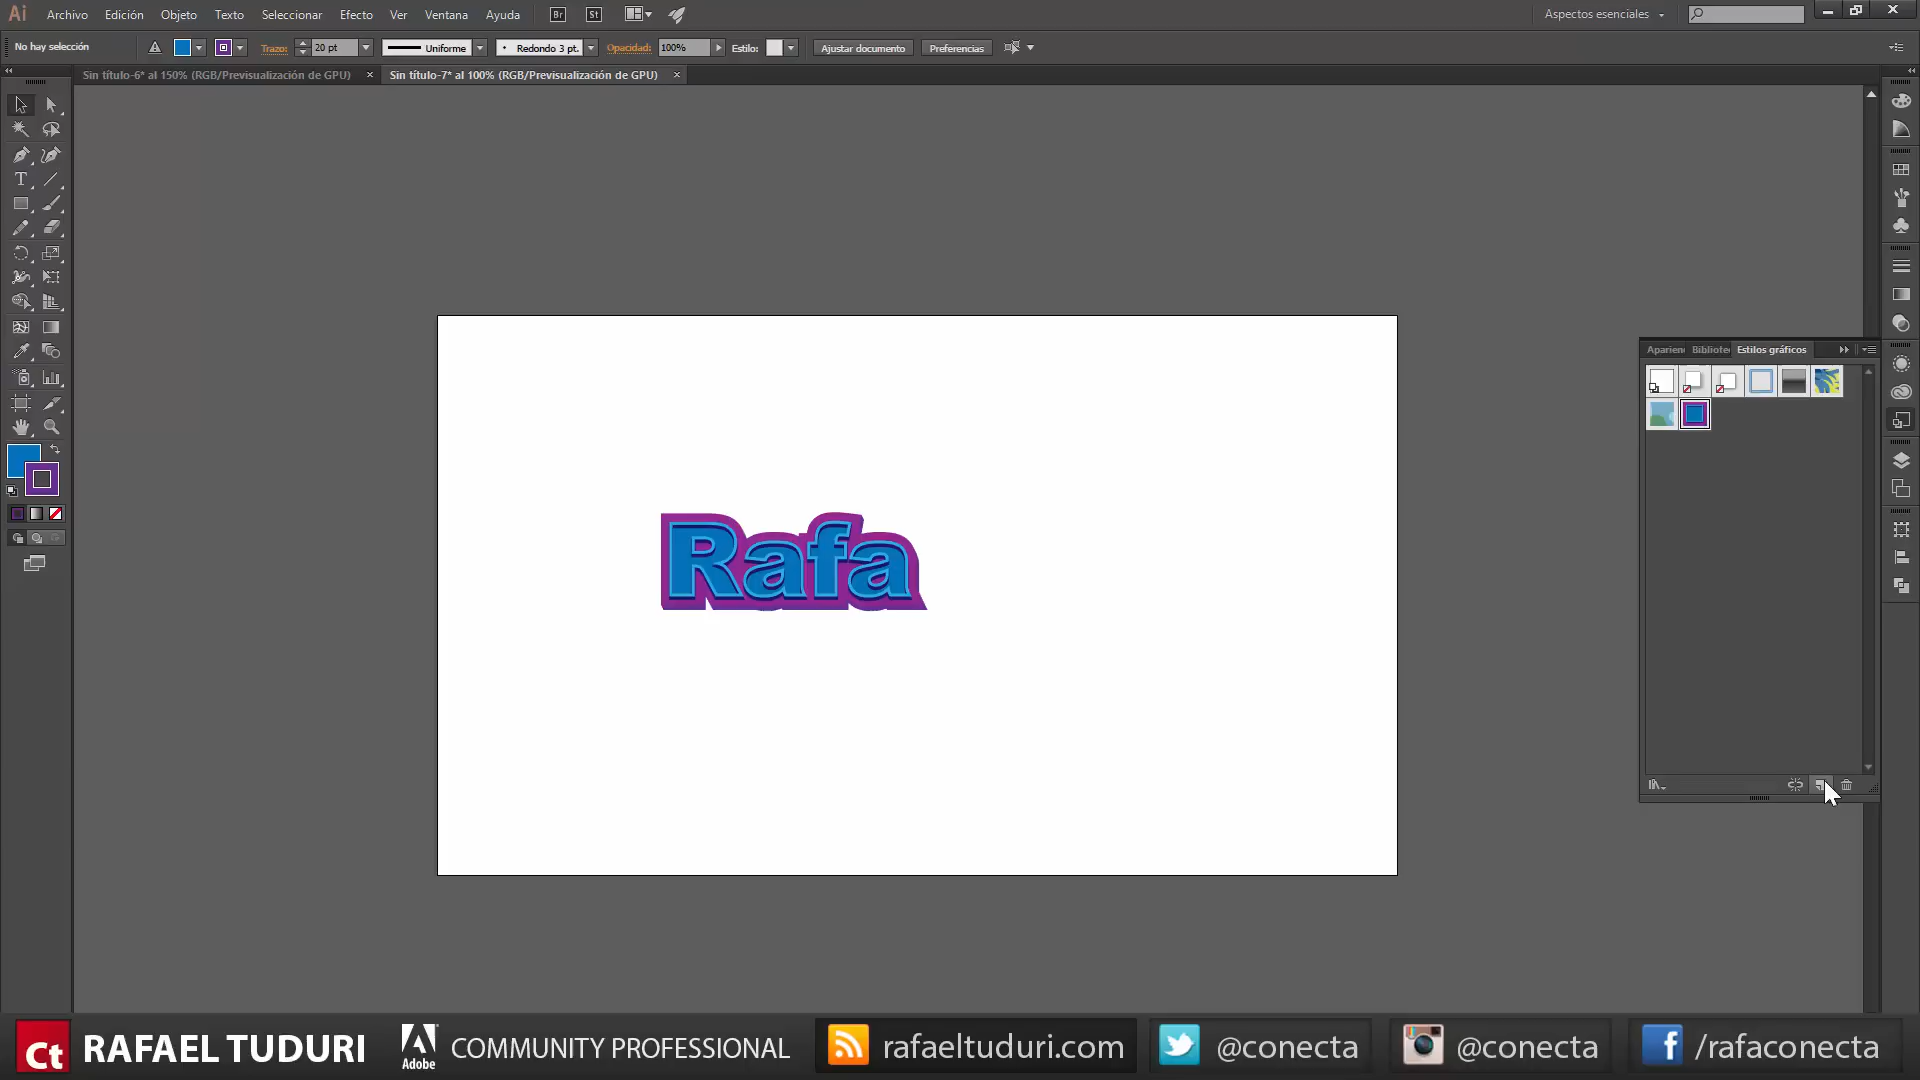 Ai Archivo Edición Objeto Texto Seleccionar Efecto Ver Ventana Ayuda Br St Aspectos esenciales
No hay selección Trazo: 20 pt Uniforme Redondo 3 pt. Opacidad: 100% Estilo: Ajustar documento Preferencias
Sin título-6* al 150% (RGB/Previsualización de GPU) × Sin título-7* al 100% (RGB/Previsualización de GPU) ×
Aparien Bibliote Estilos gráficos
Rafa
Ct RAFAEL TUDURI Adobe COMMUNITY PROFESSIONAL rafaeltuduri.com @conecta @conecta f /rafaconecta